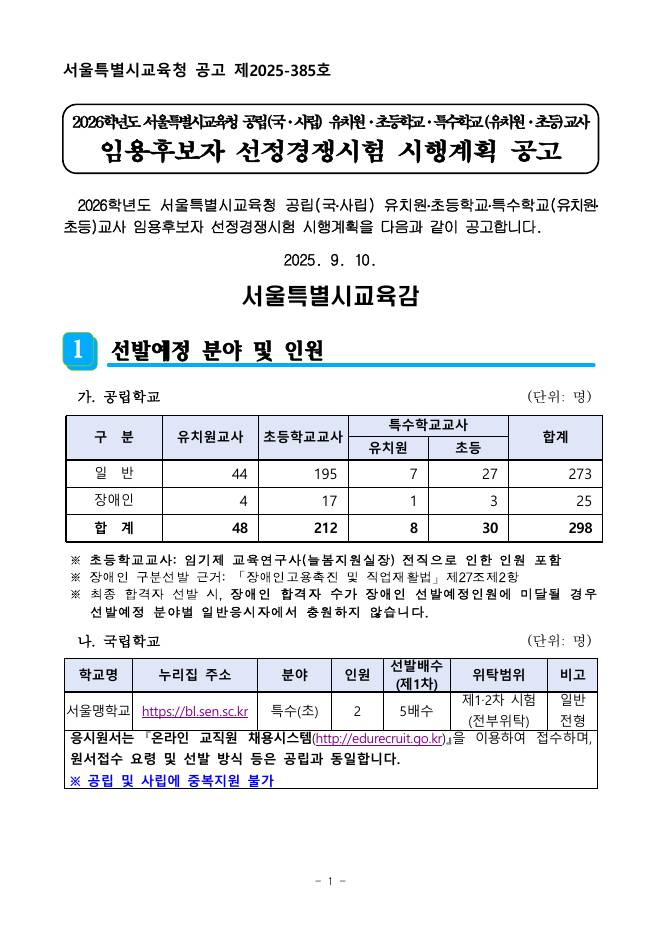 서울특별시교육청 공고 제2025-385호
2026학년도 서울특별시교육청 공립(국·사립) 유치원·초등학교·특수학교(유치원·초등)교사
임용후보자 선정경쟁시험 시행계획 공고
2026학년도 서울특별시교육청 공립(국·사립) 유치원·초등학교·특수학교(유치원·
초등)교사 임용후보자 선정경쟁시험 시행계획을 다음과 같이 공고합니다.
2025. 9. 10.
서울특별시교육감
1 선발예정 분야 및 인원
가. 공립학교 (단위: 명)
구 분 유치원교사 초등학교교사 특수학교교사 합계
유치원 초등
일 반 44 195 7 27 273
장애인 4 17 1 3 25
합 계 48 212 8 30 298
※ 초등학교교사: 임기제 교육연구사(늘봄지원실장) 전직으로 인한 인원 포함
※ 장애인 구분선발 근거: 「장애인고용촉진 및 직업재활법」 제27조제2항
※ 최종 합격자 선발 시, 장애인 합격자 수가 장애인 선발예정인원에 미달될 경우
선발예정 분야별 일반응시자에서 충원하지 않습니다.
나. 국립학교 (단위: 명)
학교명 누리집 주소 분야 인원 선발배수 (제1차) 위탁범위 비고
서울맹학교 https://bl.sen.sc.kr 특수(초) 2 5배수 제1·2차 시험 (전부위탁) 일반 전형
응시원서는 『온라인 교직원 채용시스템(http://edurecruit.go.kr)』을 이용하여 접수하며,
원서접수 요령 및 선발 방식 등은 공립과 동일합니다.
※ 공립 및 사립에 중복지원 불가
- 1 -